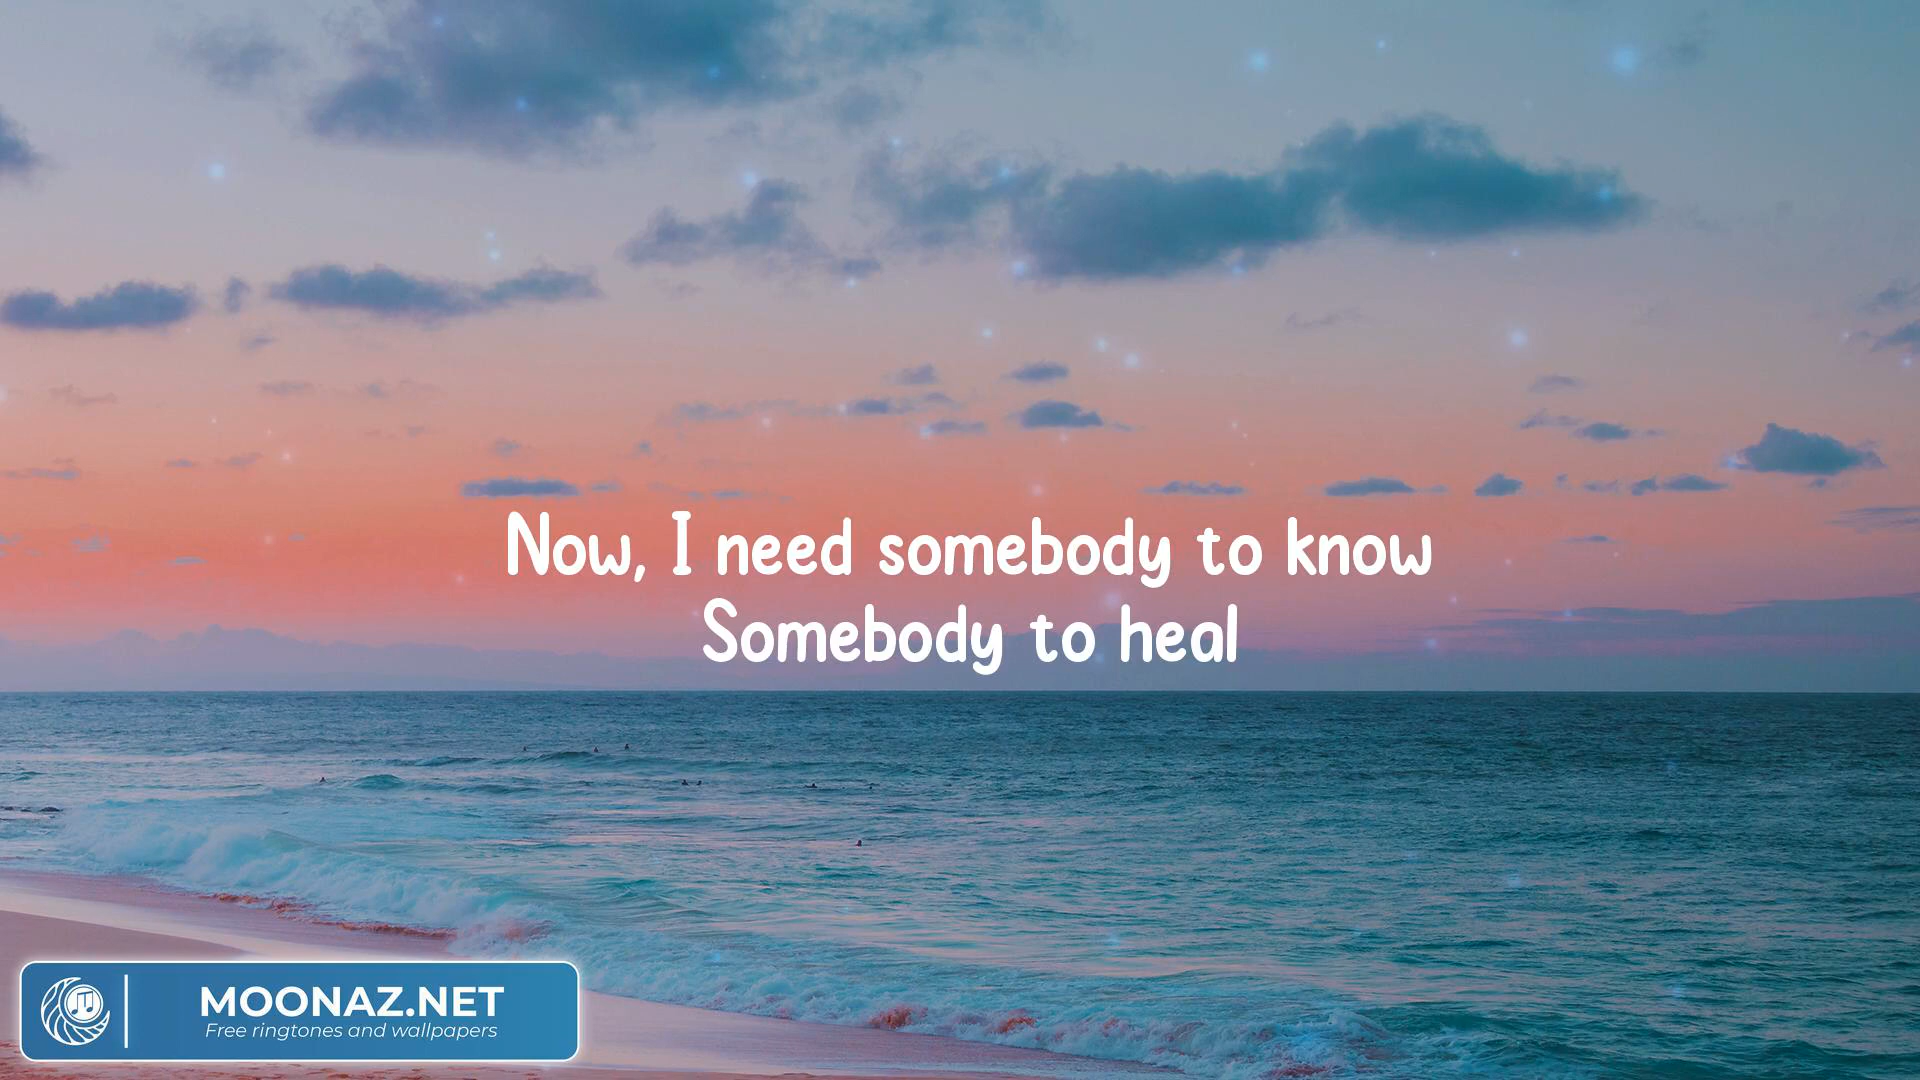 Now, I need somebody to know
Somebody to heal
MOONAZ.NET
Free ringtones and wallpapers